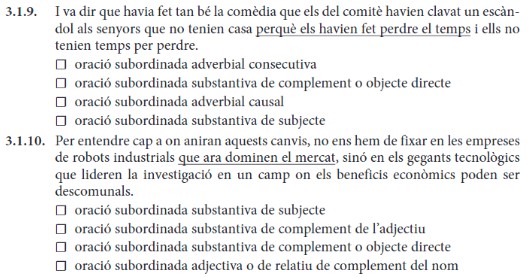 3.1.9. I va dir que havia fet tan bé la comèdia que els del comitè havien clavat un escàn-
dol als senyors que no tenien casa perquè els havien fet perdre el temps i ells no
tenien temps per perdre.
☐ oració subordinada adverbial consecutiva
☐ oració subordinada substantiva de complement o objecte directe
☐ oració subordinada adverbial causal
☐ oració subordinada substantiva de subjecte
3.1.10. Per entendre cap a on aniran aquests canvis, no ens hem de fixar en les empreses
de robots industrials que ara dominen el mercat, sinó en els gegants tecnològics
que lideren la investigació en un camp on els beneficis econòmics poden ser
descomunals.
☐ oració subordinada substantiva de subjecte
☐ oració subordinada substantiva de complement de l'adjectiu
☐ oració subordinada substantiva de complement o objecte directe
☐ oració subordinada adjectiva o de relatiu de complement del nom